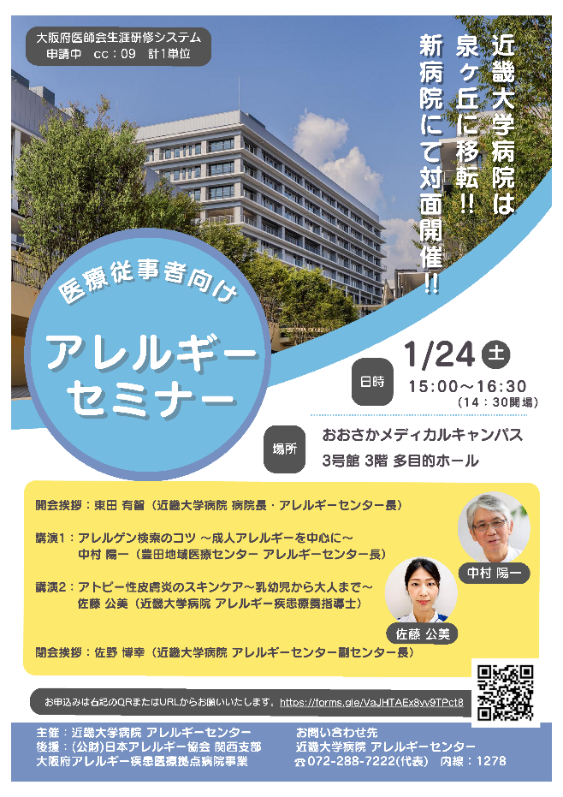 大阪府医師会生涯研修システム
申請中 cc：09 計1単位
近畿大学病院は
泉ヶ丘に移転!!
新病院にて対面開催!!
医療従事者向け
アレルギー
セミナー
日時
1/24 土
15:00〜16:30
(14：30開場)
場所
おおさかメディカルキャンパス
3号館 3階 多目的ホール
開会挨拶：東田 有智（近畿大学病院 病院長・アレルギーセンター長）
講演1：アレルゲン検索のコツ 〜成人アレルギーを中心に〜
中村 陽一（豊田地域医療センター アレルギーセンター長）
中村 陽一
講演2：アトピー性皮膚炎のスキンケア〜乳幼児から大人まで〜
佐藤 公美（近畿大学病院 アレルギー疾患療養指導士）
佐藤 公美
閉会挨拶：佐野 博幸（近畿大学病院 アレルギーセンター副センター長）
お申込みは右記のQRまたはURLからお願いいたします。https://forms.gle/VaJHTAEx8yv9TPct8
主催：近畿大学病院 アレルギーセンター
後援：(公財)日本アレルギー協会 関西支部
大阪府アレルギー疾患医療拠点病院事業
お問い合わせ先
近畿大学病院 アレルギーセンター
☎072-288-7222(代表) 内線：1278